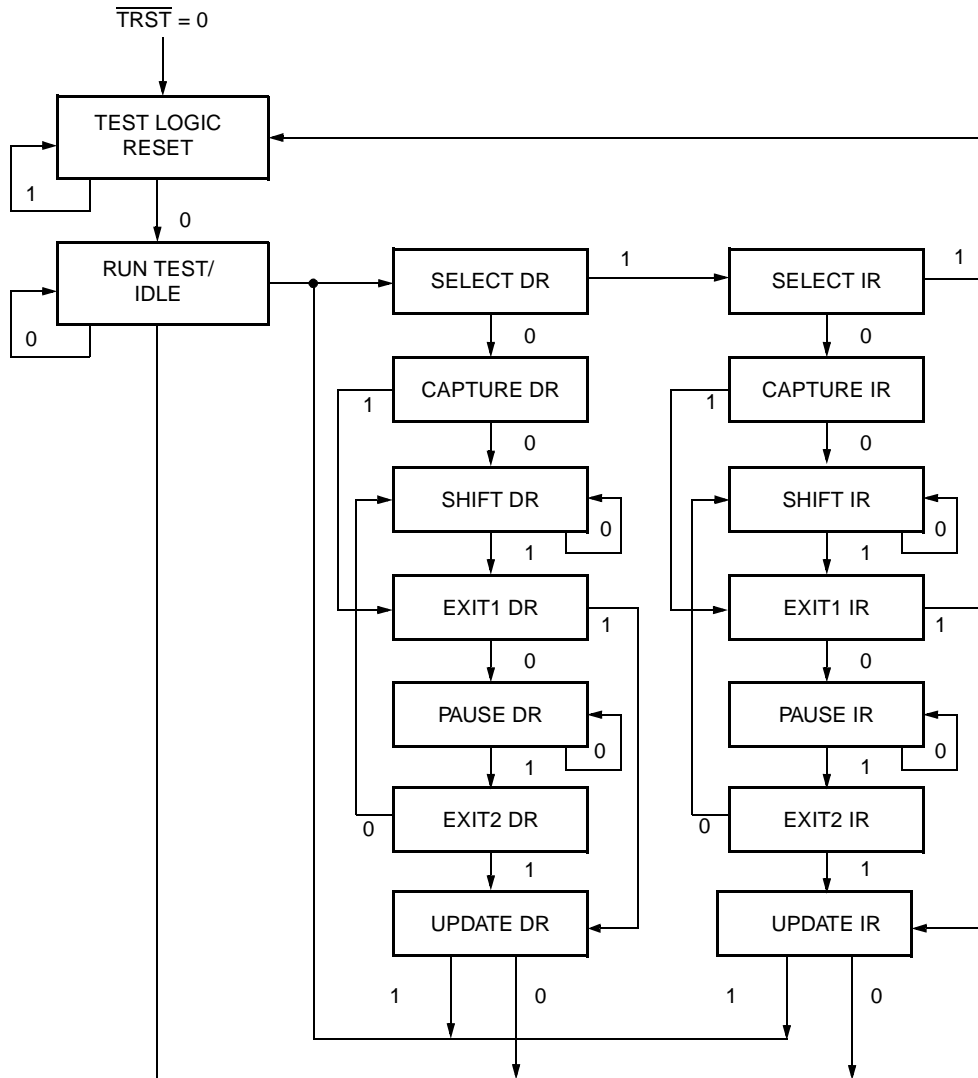 TRST = 0
TEST LOGIC
RESET
1
0
RUN TEST/
IDLE
0
SELECT DR
1
SELECT IR
1
0
0
CAPTURE DR
1
CAPTURE IR
1
0
0
SHIFT DR
0
SHIFT IR
0
1
1
EXIT1 DR
1
EXIT1 IR
1
0
0
PAUSE DR
0
PAUSE IR
0
1
1
EXIT2 DR
0
EXIT2 IR
0
1
1
UPDATE DR
UPDATE IR
1
0
1
0